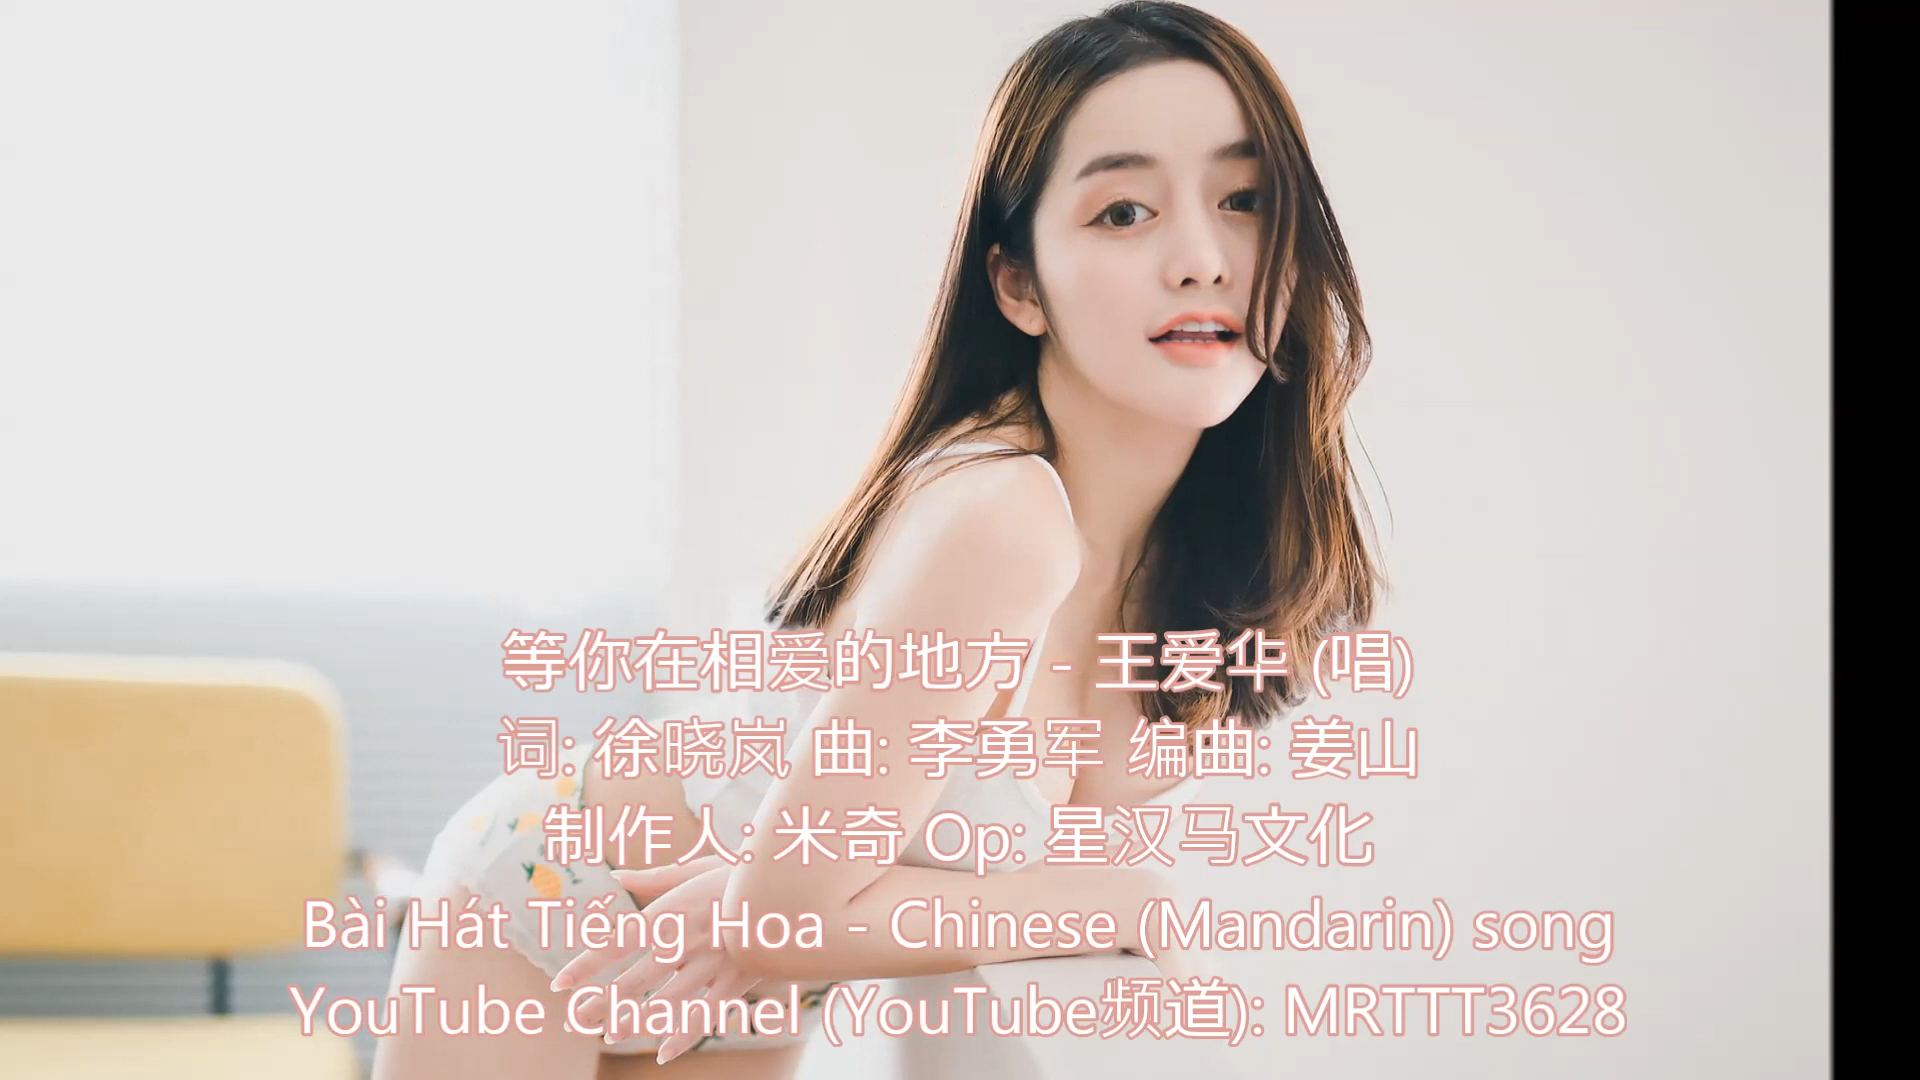 等你在相爱的地方 - 王爱华 (唱)
词: 徐晓岚 曲: 李勇军 编曲: 姜山
制作人: 米奇 Op: 星汉马文化
Bài Hát Tiếng Hoa - Chinese (Mandarin) song
YouTube Channel (YouTube频道): MRTTT3628